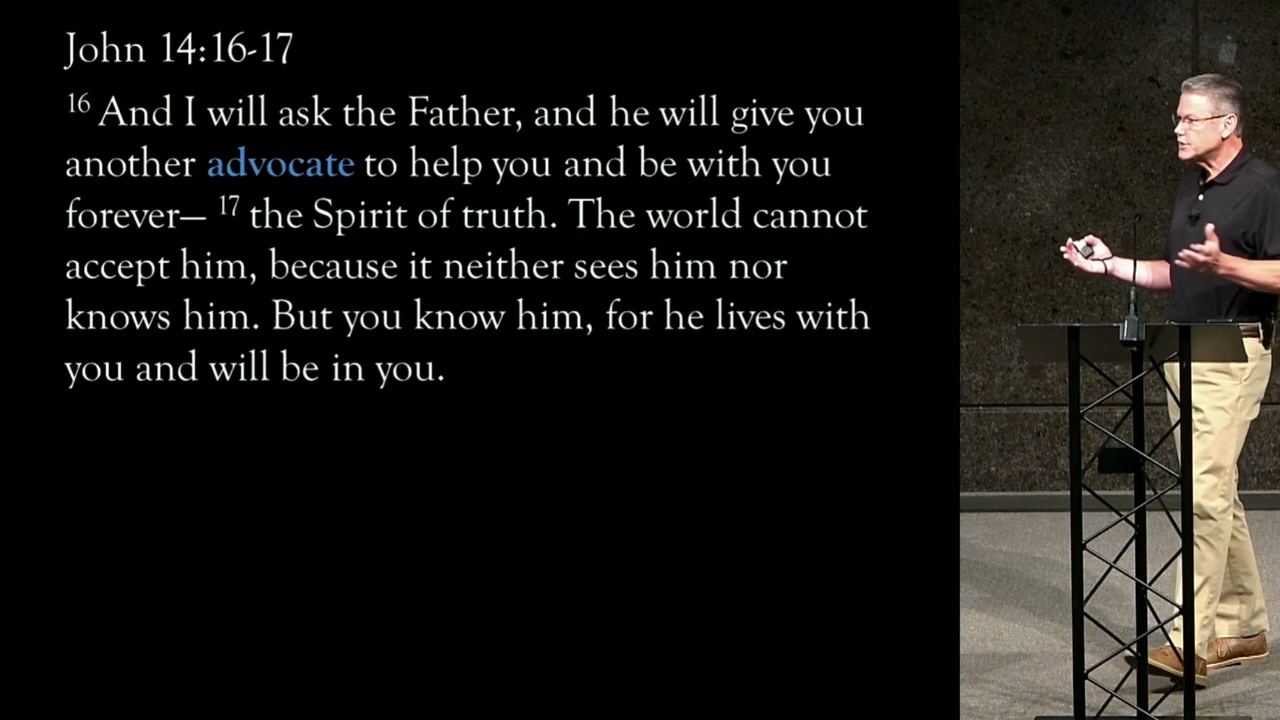 John 14:16-17
16 And I will ask the Father, and he will give you
another advocate to help you and be with you
forever— 17 the Spirit of truth. The world cannot
accept him, because it neither sees him nor
knows him. But you know him, for he lives with
you and will be in you.